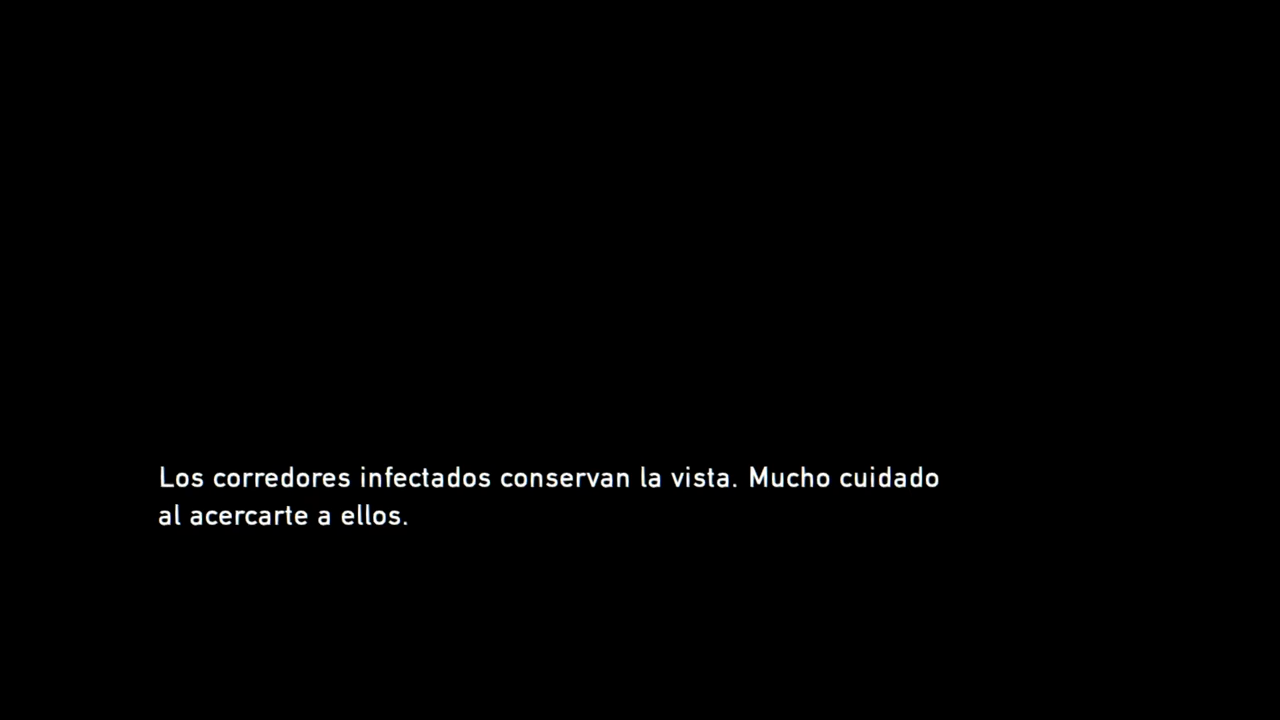 Los corredores infectados conservan la vista. Mucho cuidado
al acercarte a ellos.